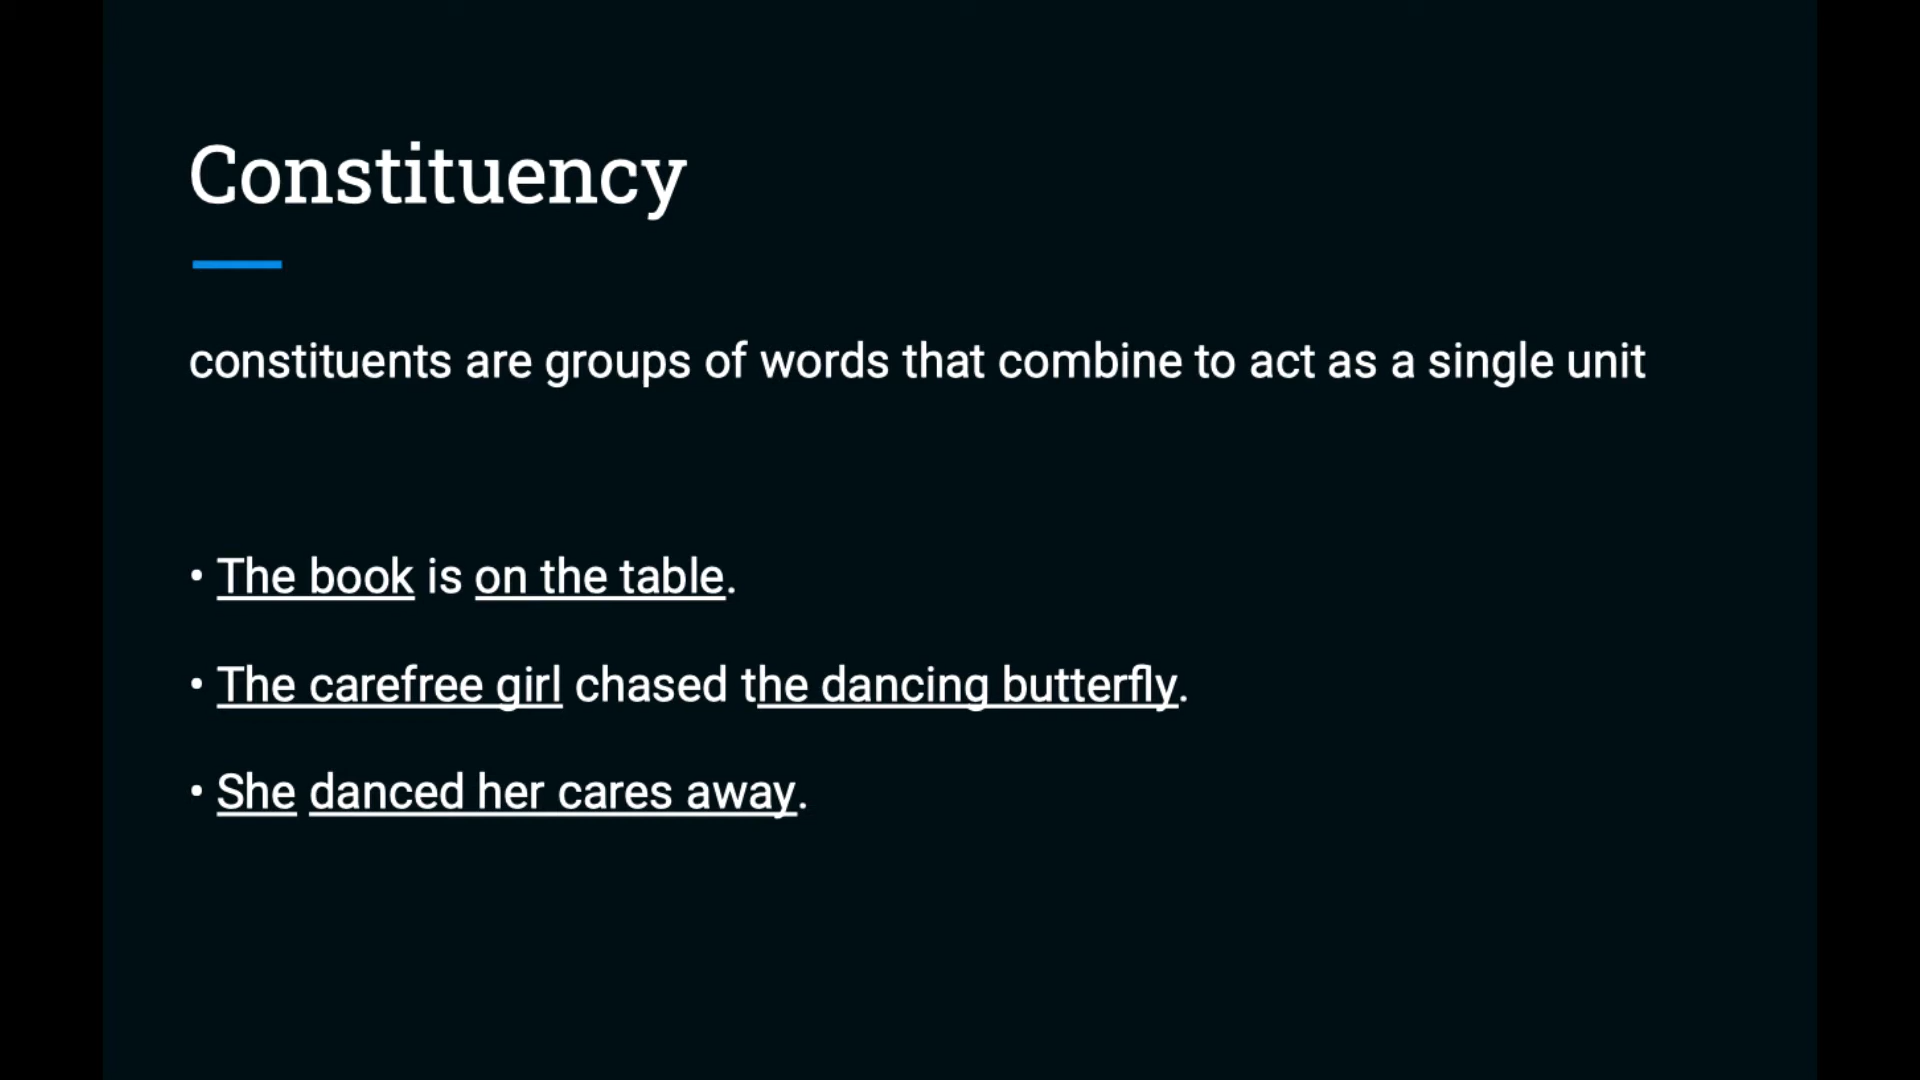 Constituency
constituents are groups of words that combine to act as a single unit
• The book is on the table.
• The carefree girl chased the dancing butterfly.
• She danced her cares away.